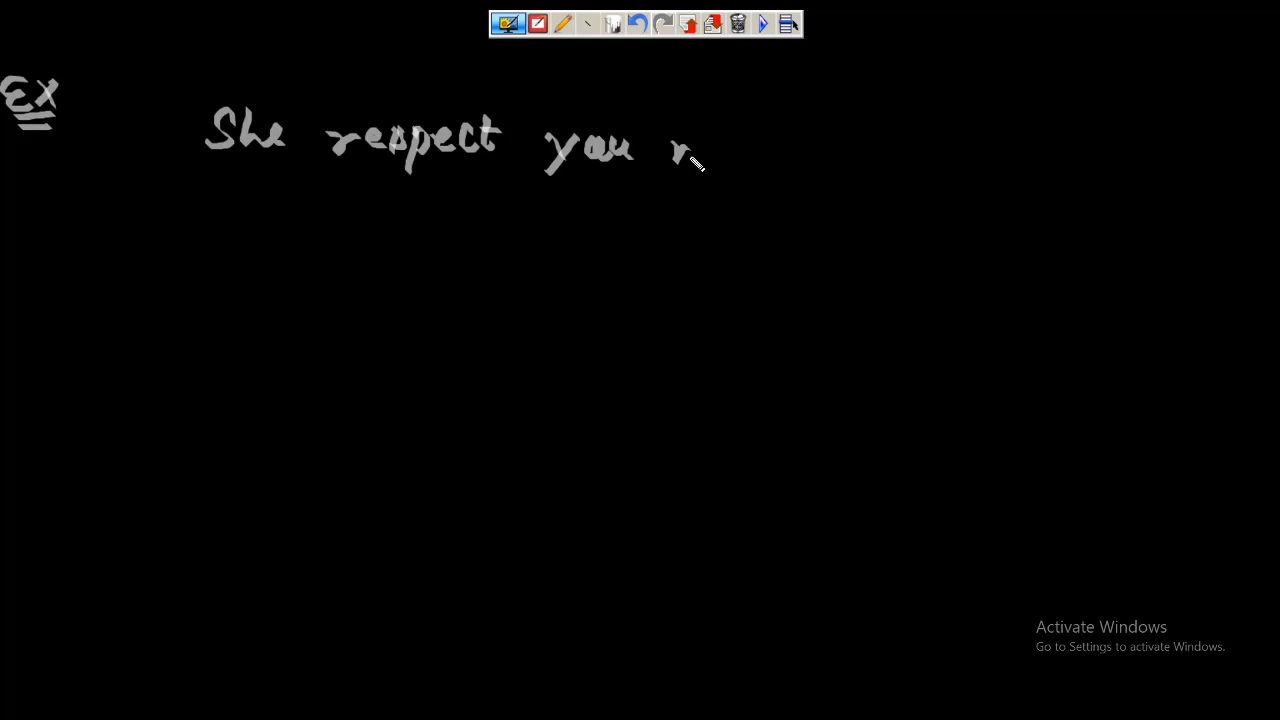 Ex
She respect you
Activate Windows
Go to Settings to activate Windows.